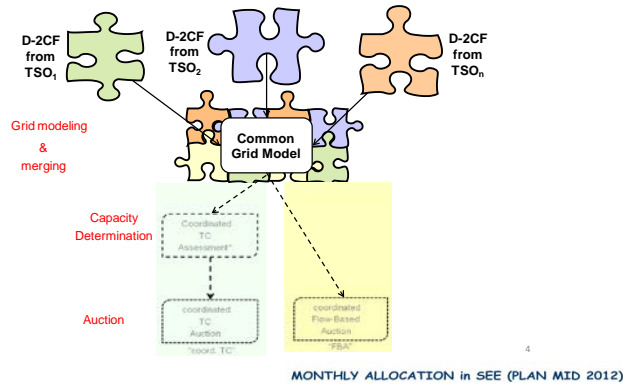 D-2CF
from
TSO1
D-2CF
from
TSO2
D-2CF
from
TSOn
Grid modeling
&
merging
Common
Grid Model
Capacity
Determination
Coordinated
TC
Assessment"
Auction
coordinated
TC
Auction
"coord. TC"
coordinated
Flow-Based
Auction
"FBA"
4
MONTHLY ALLOCATION in SEE (PLAN MID 2012)